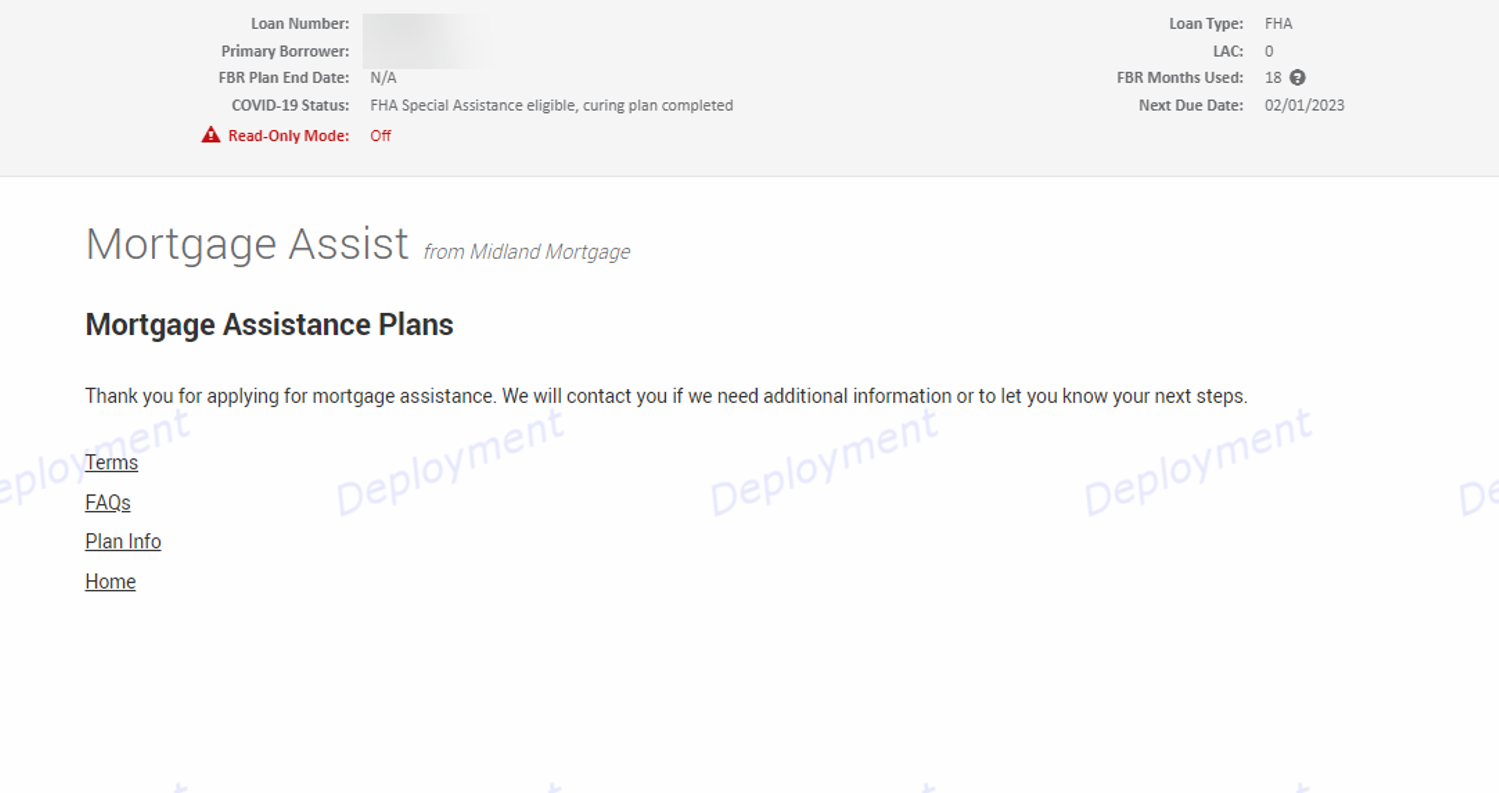 Loan Number:
Primary Borrower:
FBR Plan End Date: N/A
COVID-19 Status: FHA Special Assistance eligible, curing plan completed
Read-Only Mode: Off
Loan Type: FHA
LAC: 0
FBR Months Used: 18 ?
Next Due Date: 02/01/2023
Mortgage Assist from Midland Mortgage
Mortgage Assistance Plans
Thank you for applying for mortgage assistance. We will contact you if we need additional information or to let you know your next steps.
eployment Deployment Deployment Deployment De
Terms
FAQs
Plan Info
Home